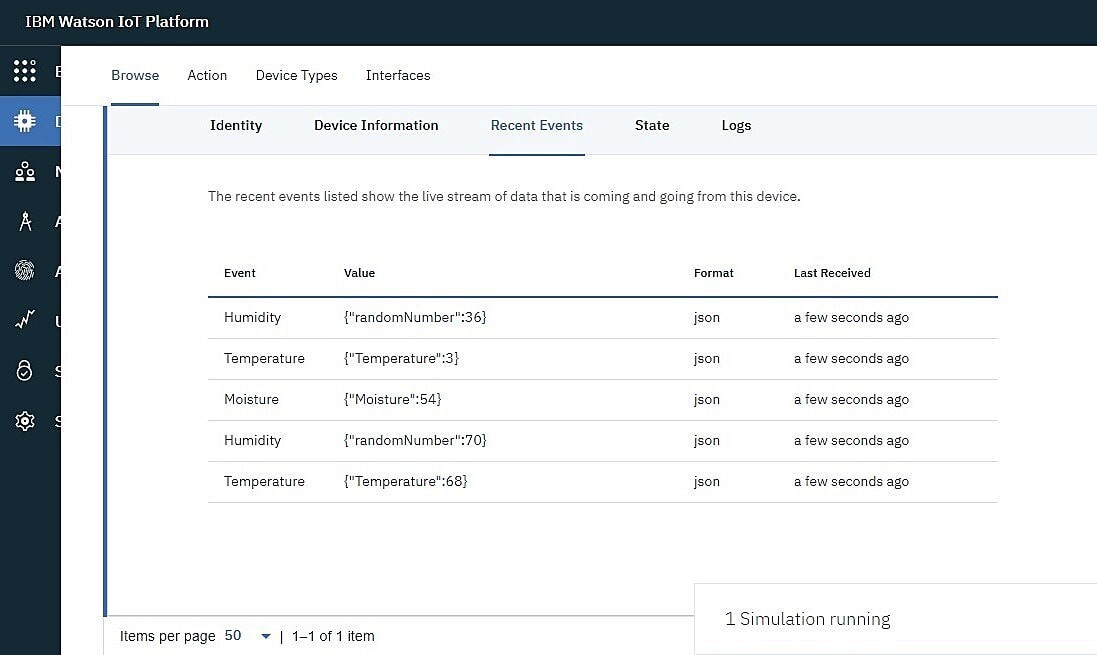 IBM Watson IoT Platform
Browse Action Device Types Interfaces
Identity Device Information Recent Events State Logs
The recent events listed show the live stream of data that is coming and going from this device.
Event Value Format Last Received
Humidity {"randomNumber":36} json a few seconds ago
Temperature {"Temperature":3} json a few seconds ago
Moisture {"Moisture":54} json a few seconds ago
Humidity {"randomNumber":70} json a few seconds ago
Temperature {"Temperature":68} json a few seconds ago
1 Simulation running
Items per page 50 | 1–1 of 1 item